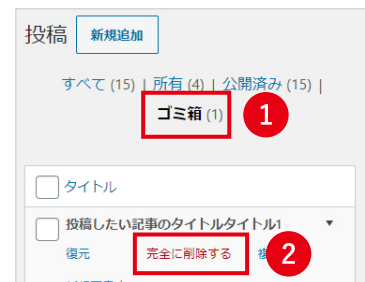 投稿 新規追加
すべて (15) | 所有 (4) | 公開済み (15) |
ゴミ箱 (1) 1
タイトル
投稿したい記事のタイトルタイトル1 ▼
復元 完全に削除する 2